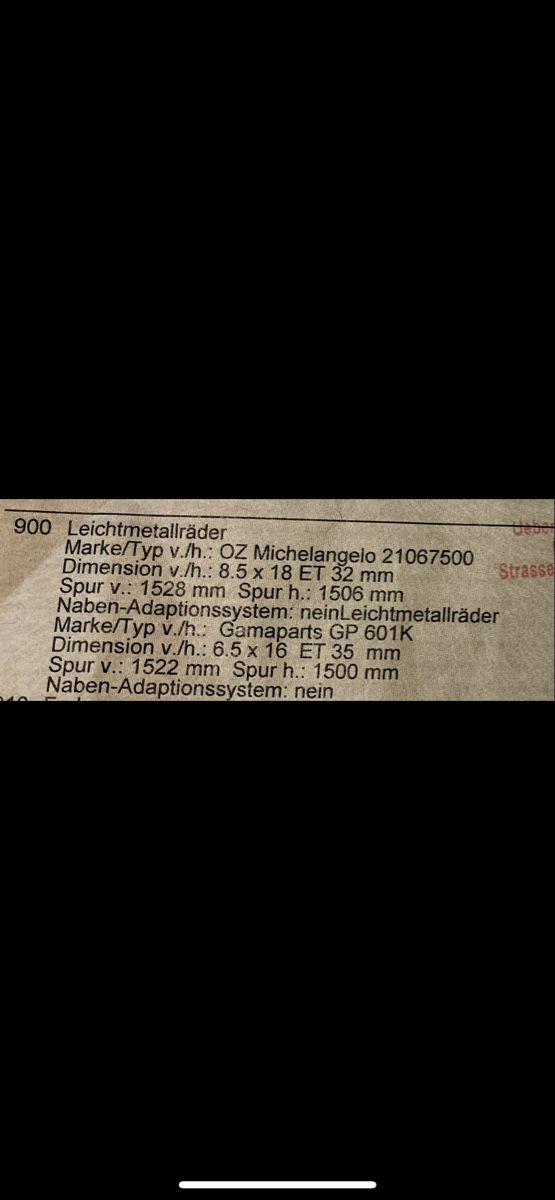 900 Leichtmetallräder
Marke/Typ v./h.: OZ Michelangelo 21067500
Dimension v./h.: 8.5 x 18 ET 32 mm
Strasse
Spur v.: 1528 mm Spur h.: 1506 mm
Naben-Adaptionssystem: neinLeichtmetallräder
Marke/Typ v./h.: Gamaparts GP 601K
Dimension v./h.: 6.5 x 16 ET 35 mm
Spur v.: 1522 mm Spur h.: 1500 mm
Naben-Adaptionssystem: nein